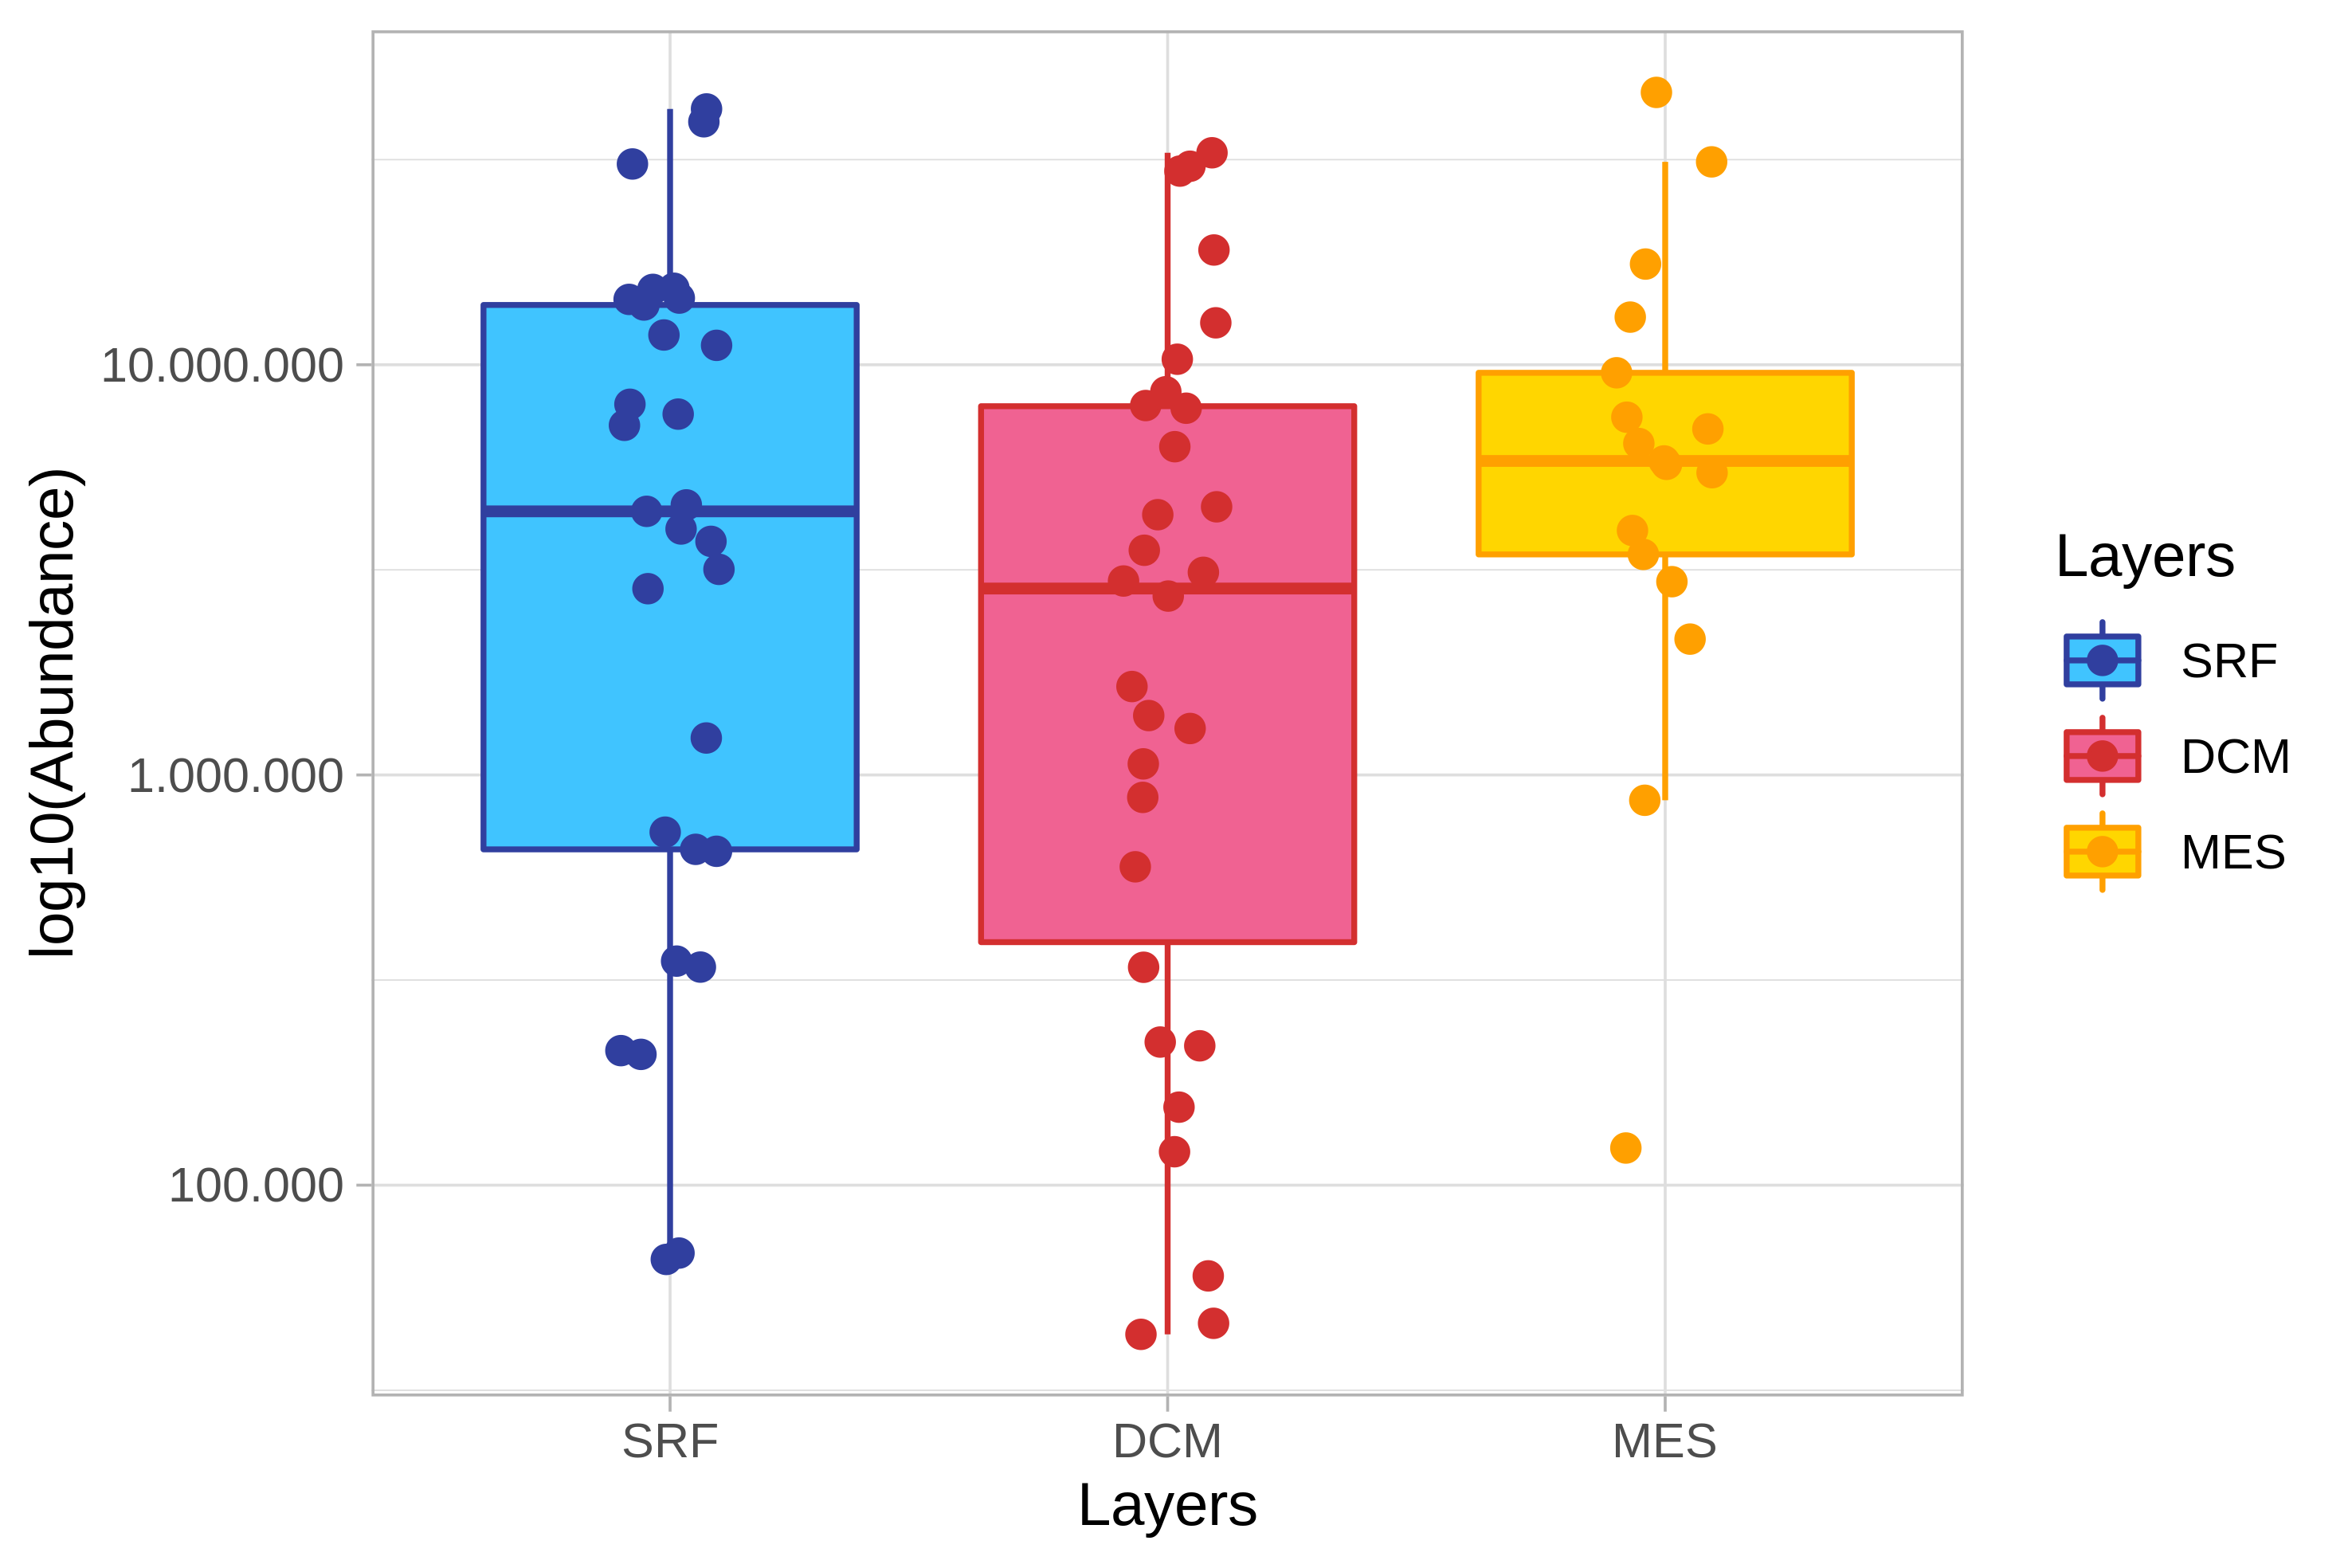 log10(Abundance)
10.000.000
1.000.000
100.000
SRF
DCM
MES
Layers
Layers
SRF
DCM
MES